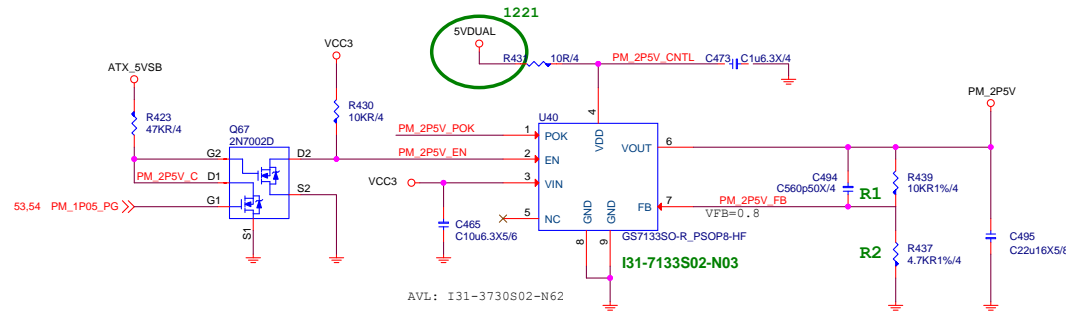 1221
5VDUAL
VCC3
ATX_5VSB
R431
10R/4
PM_2P5V_CNTL
C473
C1u6.3X/4
PM_2P5V
R423
47KR/4
R430
10KR/4
Q67
2N7002D
U40
4
VDD
PM_2P5V_POK
1
POK
VOUT
6
G2
D2
PM_2P5V_EN
2
EN
C494
C560p50X/4
R1
R439
10KR1%/4
D1
PM_2P5V_C
S2
VCC3
3
VIN
53,54 PM_1P05_PG
G1
PM_2P5V_FB
FB
7
VFB=0.8
5
NC
GND
GND
S1
C465
C10u6.3X5/6
8
9
GS7133SO-R_PSOP8-HF
I31-7133S02-N03
R2
R437
4.7KR1%/4
C495
C22u16X5/8
AVL: I31-3730S02-N62